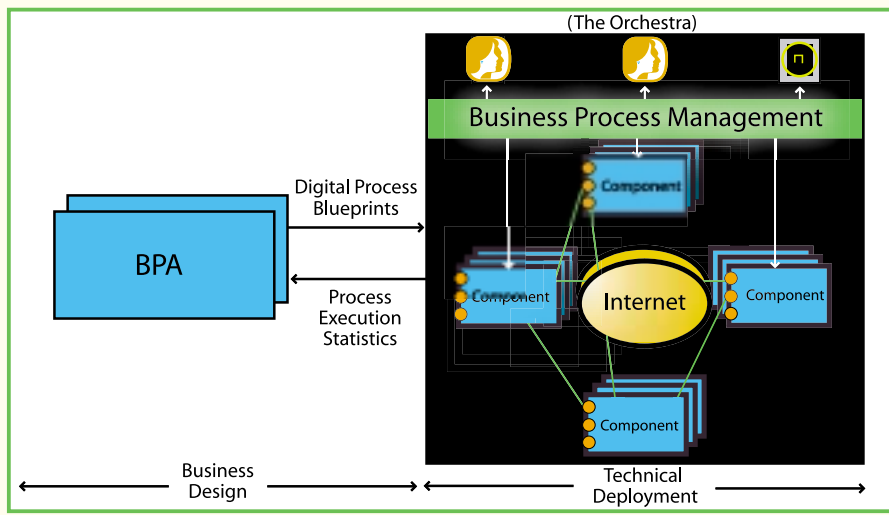 (The Orchestra)
Business Process Management
Component
Digital Process
Blueprints
BPA
Process
Execution
Statistics
Component
Internet
Component
Component
Business
Design
Technical
Deployment